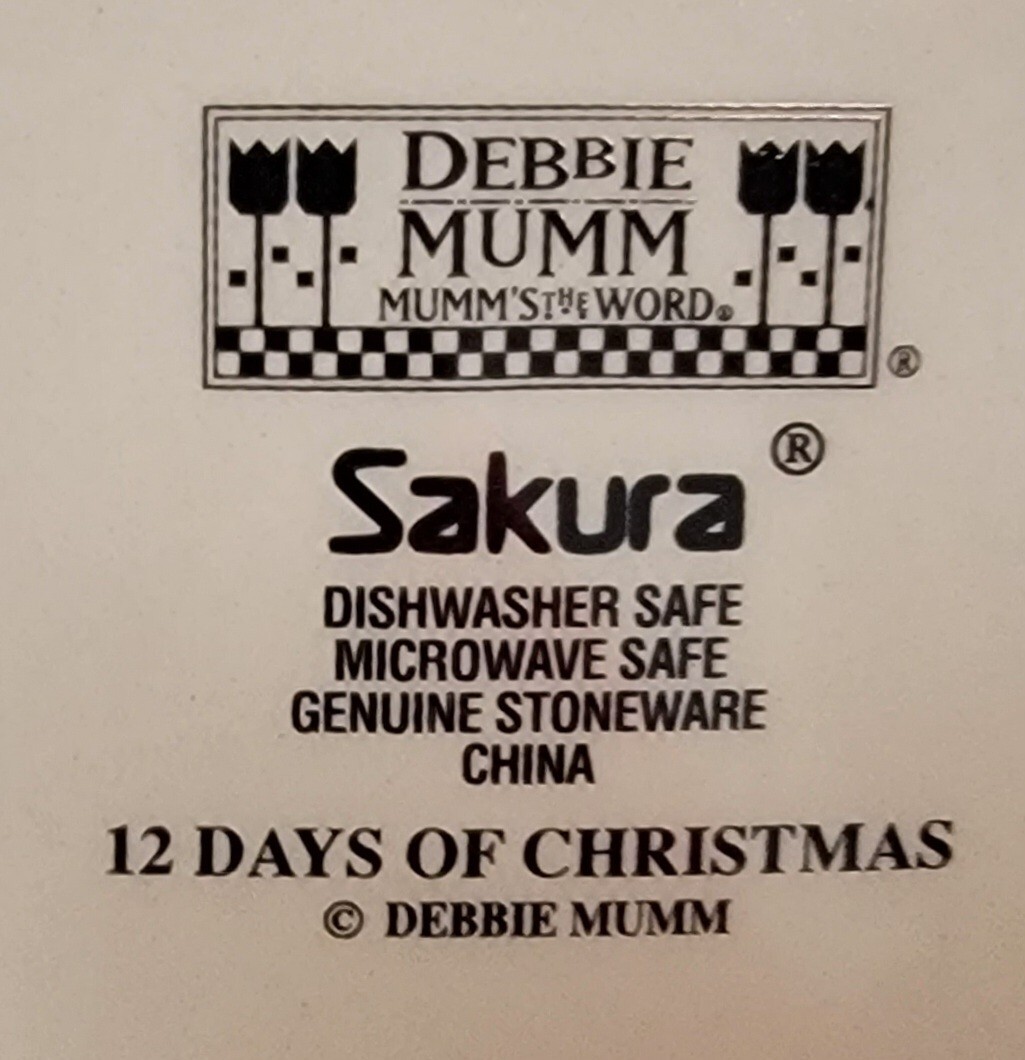 DEBBIE
MUMM
MUMM'S THE WORD®
®
Sakura®
DISHWASHER SAFE
MICROWAVE SAFE
GENUINE STONEWARE
CHINA
12 DAYS OF CHRISTMAS
© DEBBIE MUMM